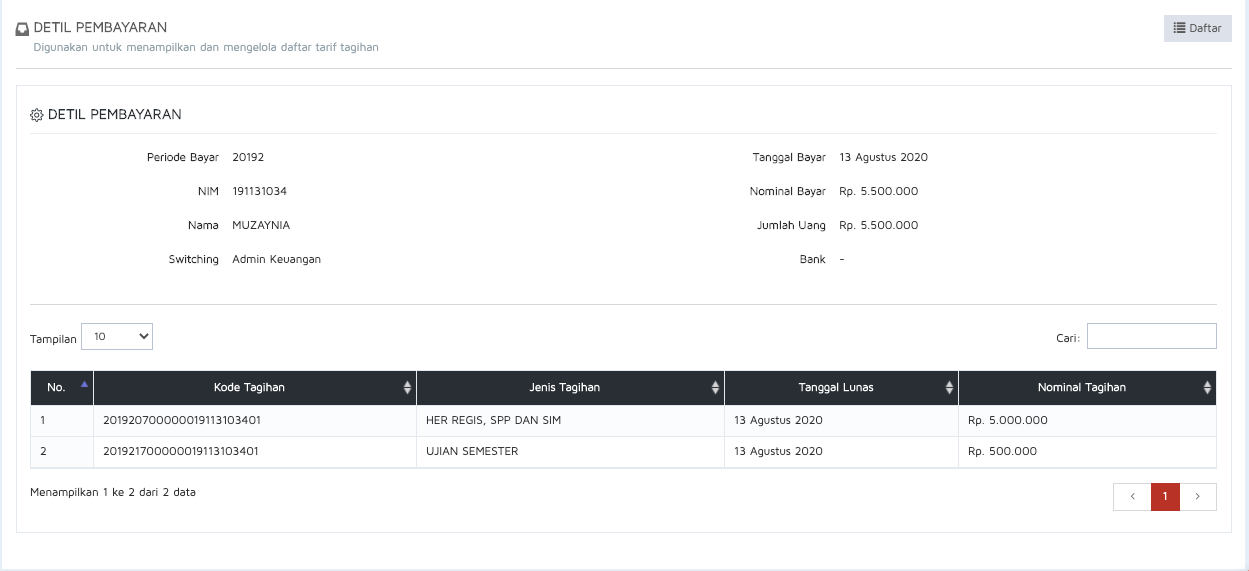 DETIL PEMBAYARAN
Digunakan untuk menampilkan dan mengelola daftar tarif tagihan
Daftar
DETIL PEMBAYARAN
Periode Bayar 20192 Tanggal Bayar 13 Agustus 2020
NIM 191131034 Nominal Bayar Rp. 5.500.000
Nama MUZAYNIA Jumlah Uang Rp. 5.500.000
Switching Admin Keuangan Bank -
Tampilan 10 Cari:
No. Kode Tagihan Jenis Tagihan Tanggal Lunas Nominal Tagihan
1 201920700000019113103401 HER REGIS, SPP DAN SIM 13 Agustus 2020 Rp. 5.000.000
2 201921700000019113103401 UJIAN SEMESTER 13 Agustus 2020 Rp. 500.000
Menampilkan 1 ke 2 dari 2 data
‹ 1 ›